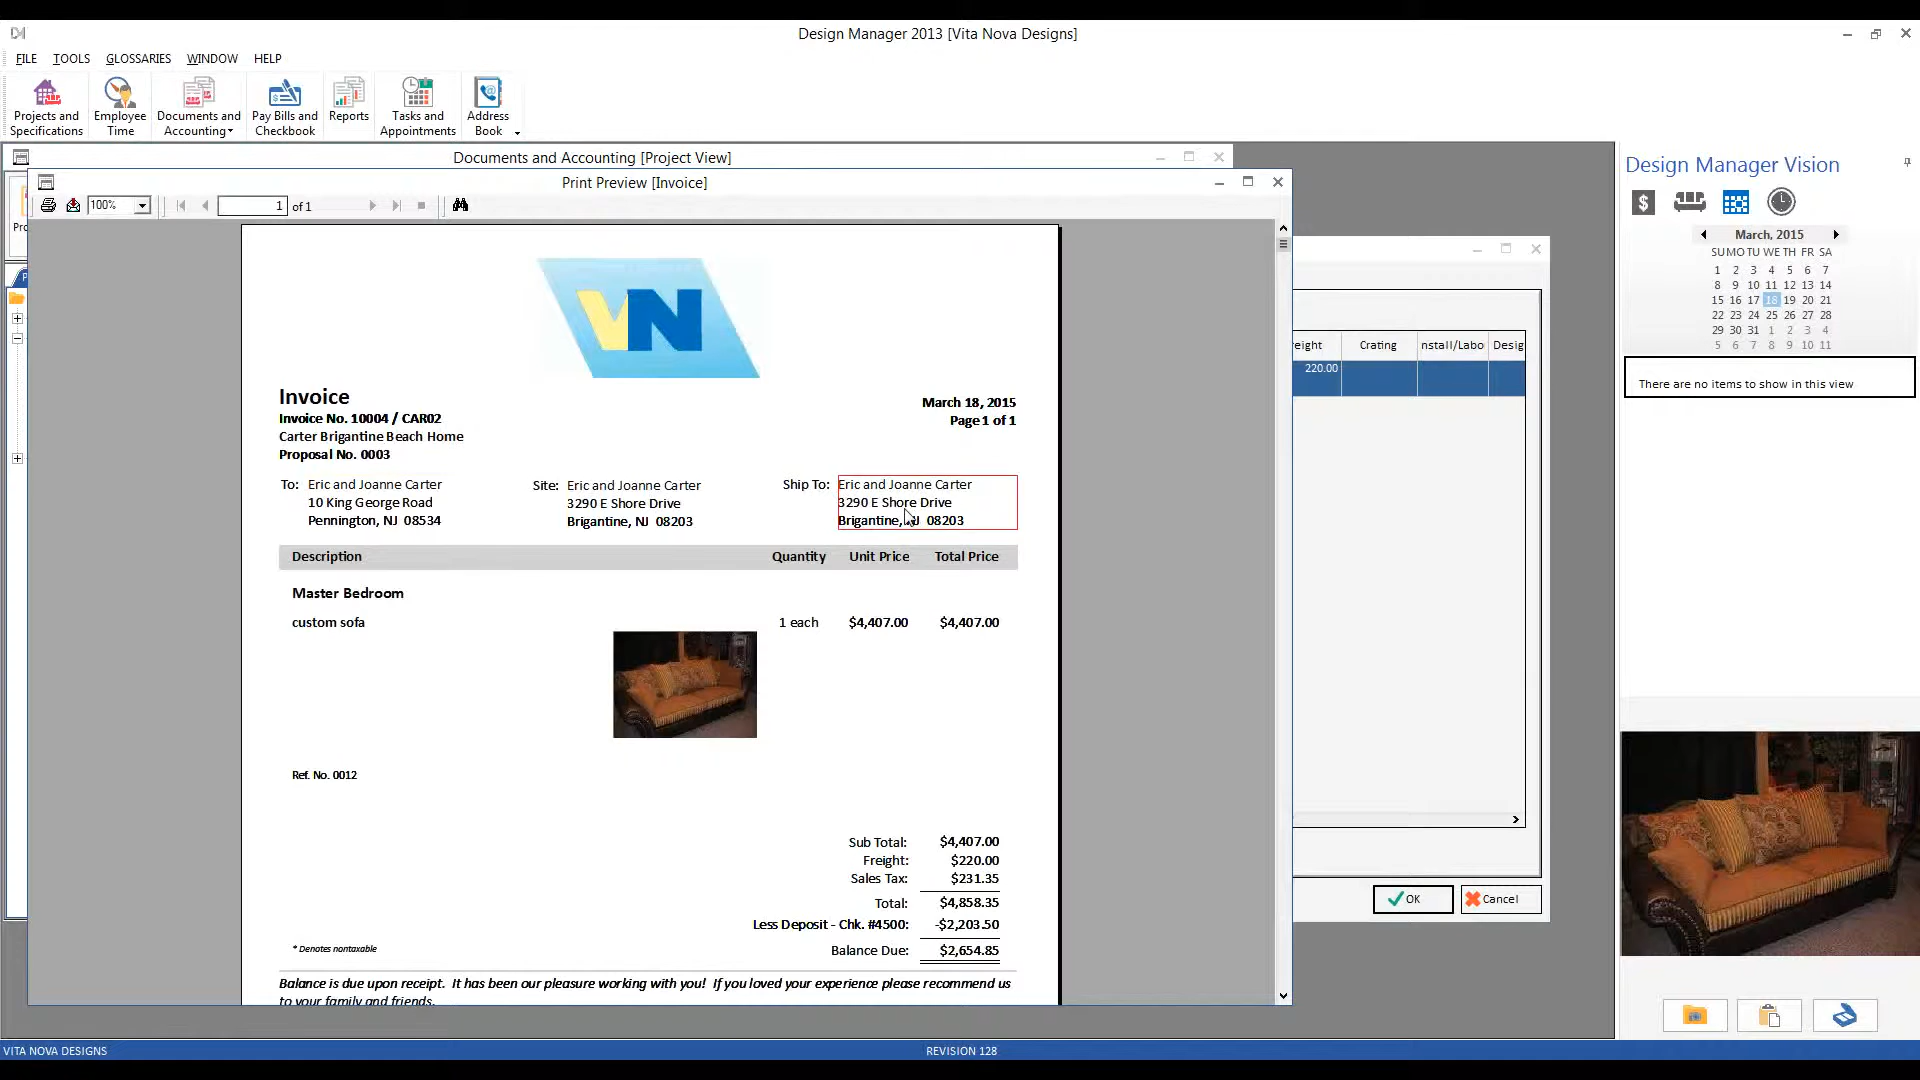 Design Manager 2013 [Vita Nova Designs]
FILE TOOLS GLOSSARIES WINDOW HELP
Projects and Specifications
Employee Time
Documents and Accounting
Pay Bills and Checkbook
Reports
Tasks and Appointments
Address Book
Documents and Accounting [Project View]
Print Preview [Invoice]
100%
1 of 1
VN
Invoice
Invoice No. 10004 / CAR02
Carter Brigantine Beach Home
Proposal No. 0003
March 18, 2015
Page 1 of 1
To: Eric and Joanne Carter
10 King George Road
Pennington, NJ 08534
Site: Eric and Joanne Carter
3290 E Shore Drive
Brigantine, NJ 08203
Ship To: Eric and Joanne Carter
3290 E Shore Drive
Brigantine, NJ 08203
Description Quantity Unit Price Total Price
Master Bedroom
custom sofa 1 each $4,407.00 $4,407.00
Ref. No. 0012
Sub Total: $4,407.00
Freight: $220.00
Sales Tax: $231.35
Total: $4,858.35
Less Deposit - Chk. #4500: -$2,203.50
* Denotes nontaxable
Balance Due: $2,654.85
Balance is due upon receipt. It has been our pleasure working with you! If you loved your experience please recommend us
to your family and friends.
eight Crating nstall/Labo Desig
220.00
OK Cancel
Design Manager Vision
$
March, 2015
SU MO TU WE TH FR SA
1 2 3 4 5 6 7
8 9 10 11 12 13 14
15 16 17 18 19 20 21
22 23 24 25 26 27 28
29 30 31 1 2 3 4
5 6 7 8 9 10 11
There are no items to show in this view
VITA NOVA DESIGNS
REVISION 128